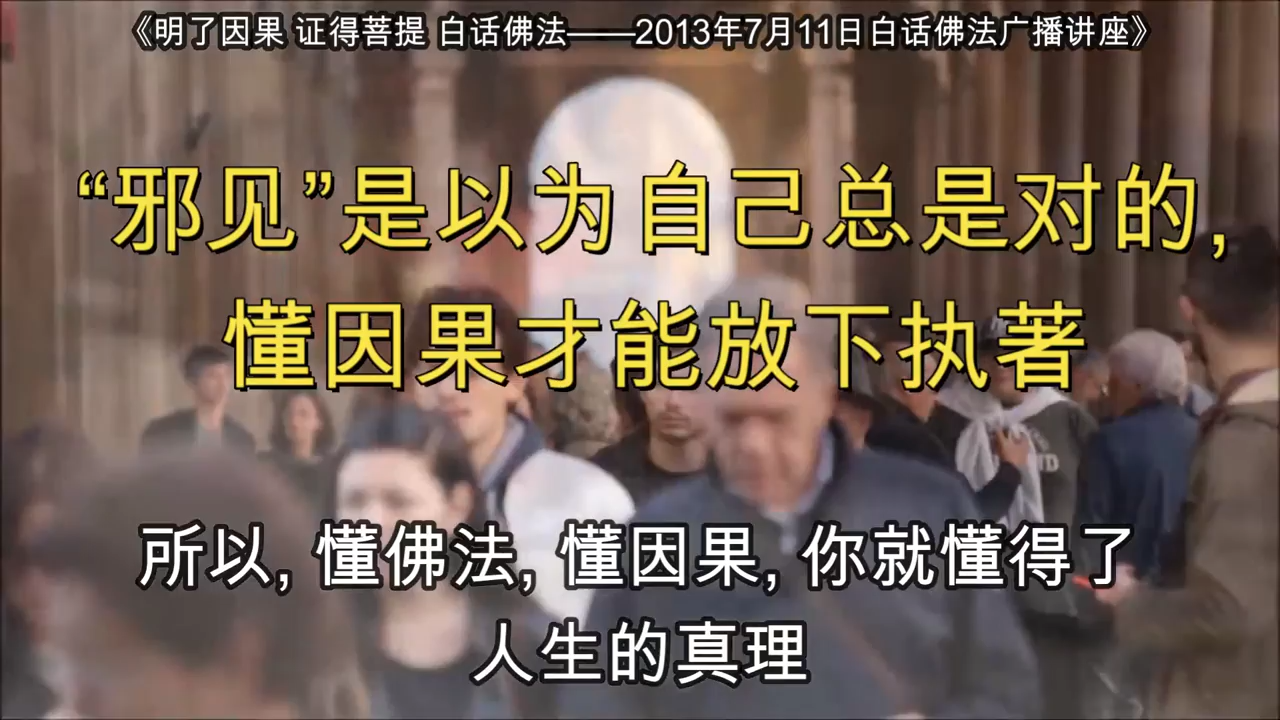 《明了因果 证得菩提 白话佛法——2013年7月11日白话佛法广播讲座》
“邪见”是以为自己总是对的,
懂因果才能放下执著
所以, 懂佛法, 懂因果, 你就懂得了
人生的真理